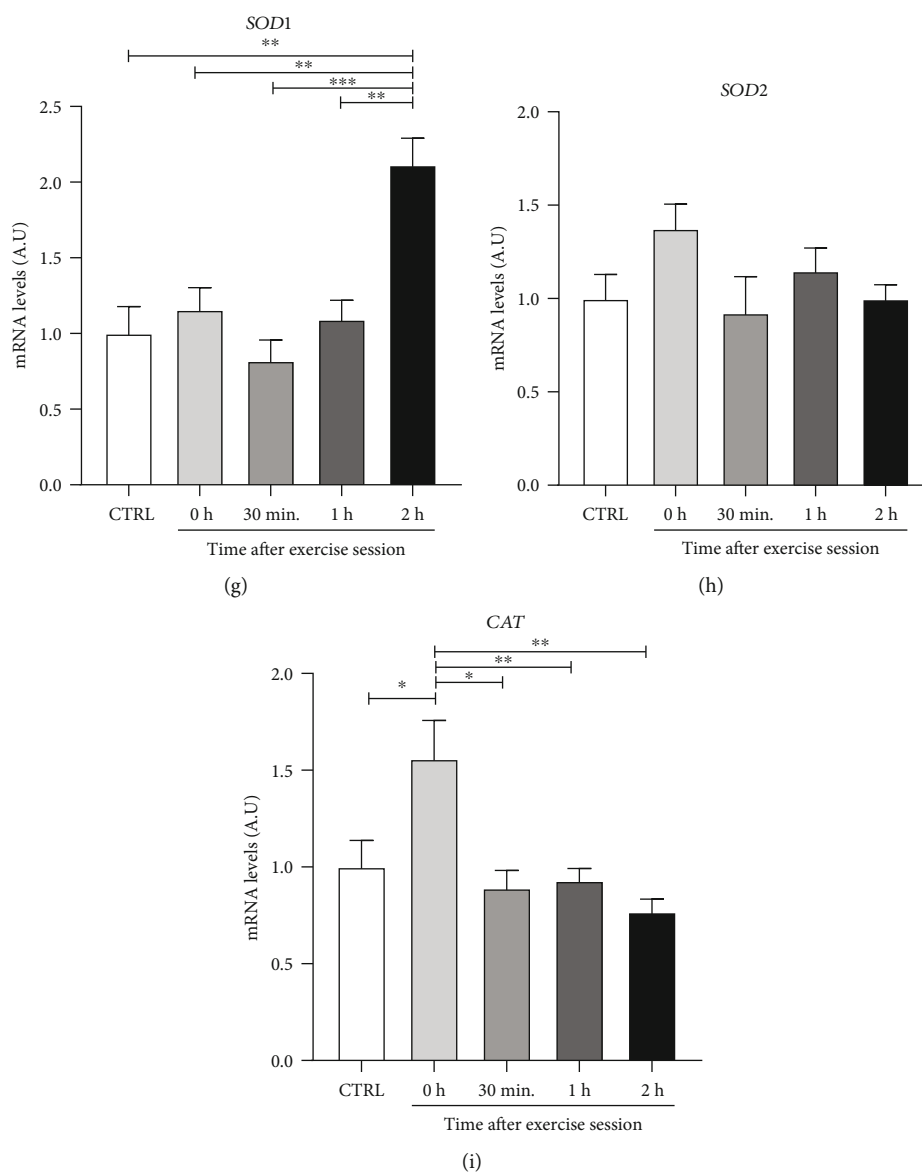 SOD1
**
**
***
**
mRNA levels (A.U)
2.5
2.0
1.5
1.0
0.5
0.0
CTRL 0 h 30 min. 1 h 2 h
Time after exercise session
(g)
SOD2
mRNA levels (A.U)
2.0
1.5
1.0
0.5
0.0
CTRL 0 h 30 min. 1 h 2 h
Time after exercise session
(h)
CAT
**
**
*
*
mRNA levels (A.U)
2.0
1.5
1.0
0.5
0.0
CTRL 0 h 30 min. 1 h 2 h
Time after exercise session
(i)